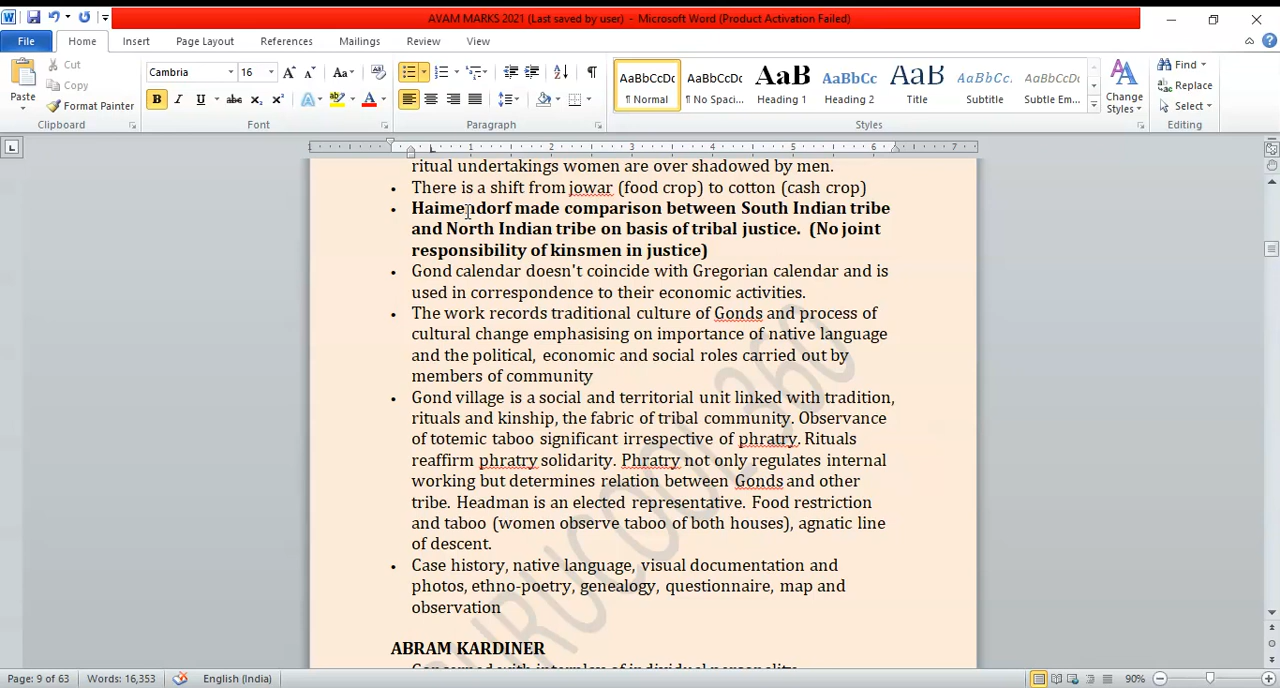 AVAM MARKS 2021 (Last saved by user) - Microsoft Word (Product Activation Failed)
File Home Insert Page Layout References Mailings Review View
Paste Cut Copy Format Painter
Clipboard
Cambria 16
Font
Paragraph
AaBbCcDc AaBbCcDc AaB AaBbCc AaB AaBbCcL AaBbCcDc
¶ Normal ¶ No Spaci... Heading 1 Heading 2 Title Subtitle Subtle Em...
Change Styles
Styles
Find
Replace
Select
Editing
1 1 2 3 4 5 6 7
ritual undertakings women are over shadowed by men.
• There is a shift from jowar (food crop) to cotton (cash crop)
• Haimendorf made comparison between South Indian tribe
and North Indian tribe on basis of tribal justice. (No joint
responsibility of kinsmen in justice)
• Gond calendar doesn't coincide with Gregorian calendar and is
used in correspondence to their economic activities.
• The work records traditional culture of Gonds and process of
cultural change emphasising on importance of native language
and the political, economic and social roles carried out by
members of community
• Gond village is a social and territorial unit linked with tradition,
rituals and kinship, the fabric of tribal community. Observance
of totemic taboo significant irrespective of phratry. Rituals
reaffirm phratry solidarity. Phratry not only regulates internal
working but determines relation between Gonds and other
tribe. Headman is an elected representative. Food restriction
and taboo (women observe taboo of both houses), agnatic line
of descent.
• Case history, native language, visual documentation and
photos, ethno-poetry, genealogy, questionnaire, map and
observation
ABRAM KARDINER
Page: 9 of 63 Words: 16,353 English (India) 90%